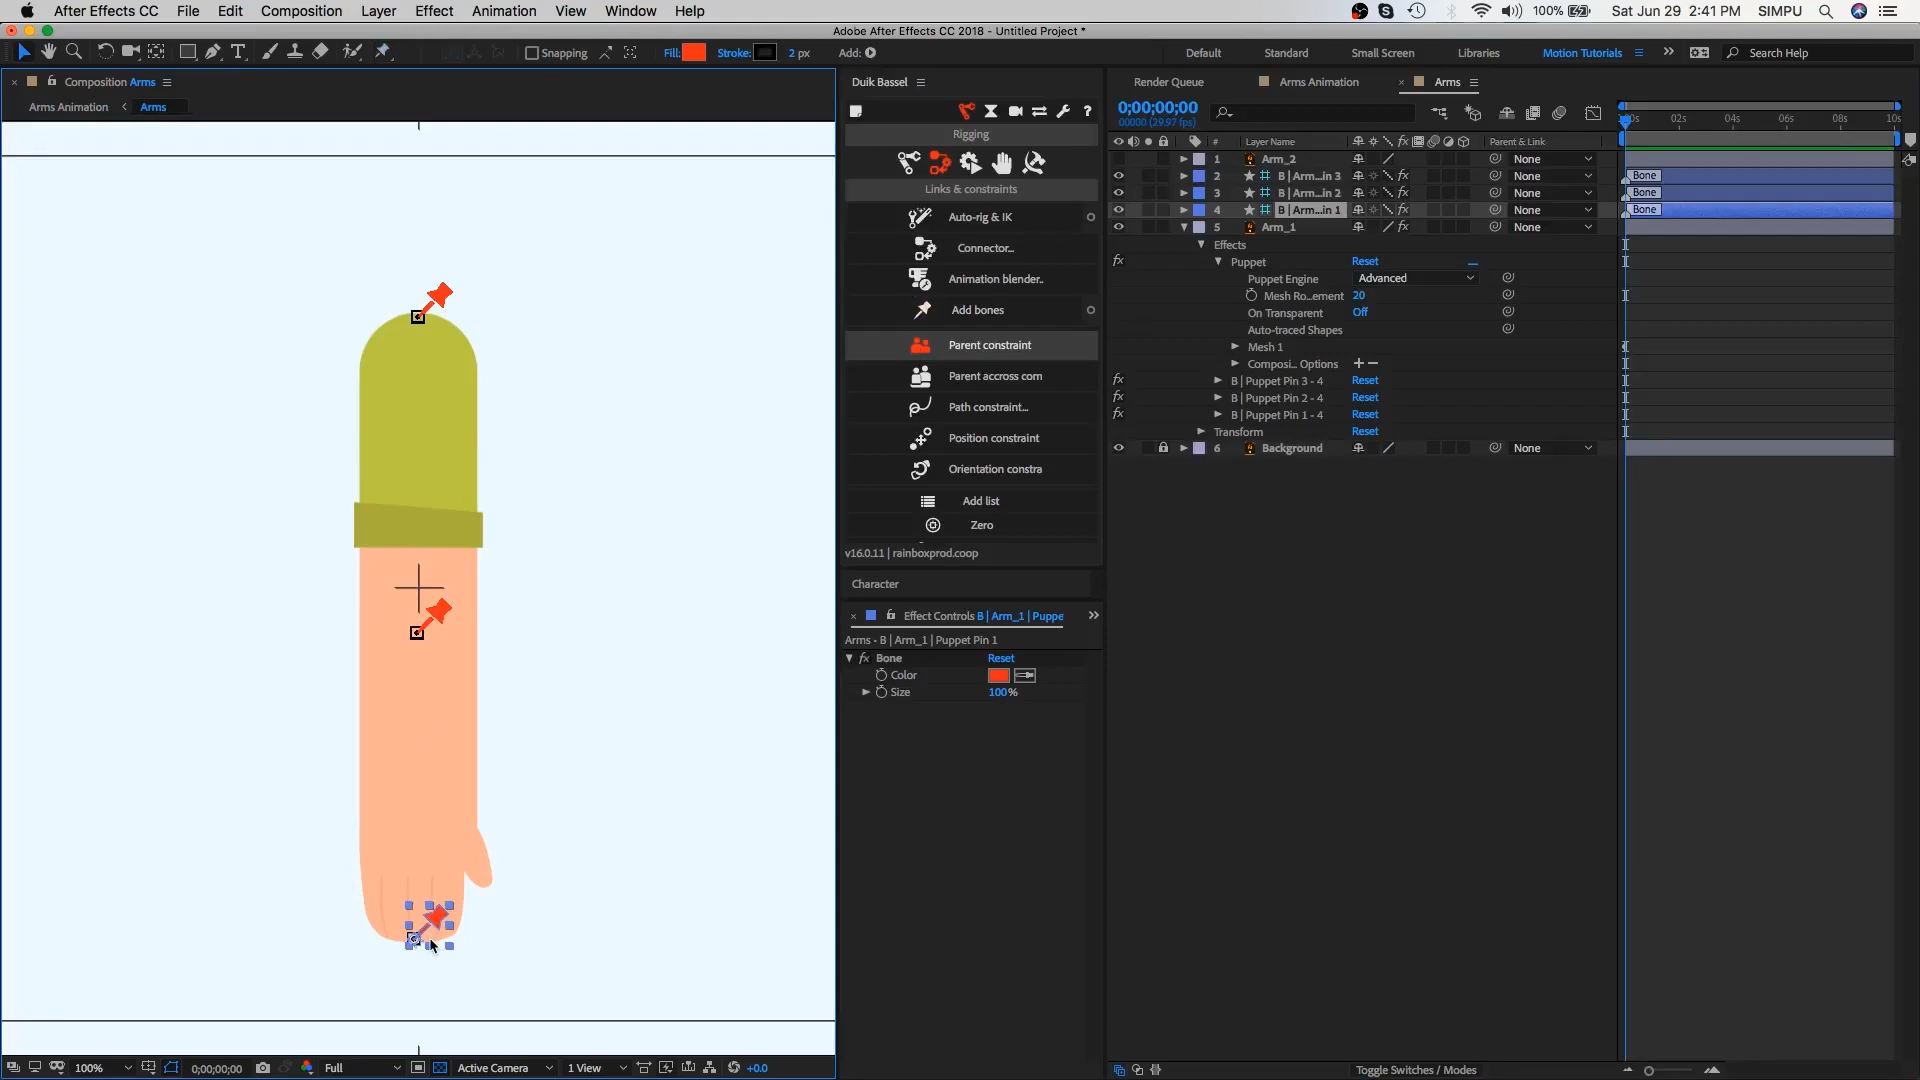 After Effects CC File Edit Composition Layer Effect Animation View Window Help 100% Sat Jun 29 2:41 PM SIMPU
Adobe After Effects CC 2018 - Untitled Project *
Snapping Fill: Stroke: 2 px Add: Default Standard Small Screen Libraries Motion Tutorials Search Help
Composition Arms
Arms Animation Arms
100% 0;00;00;00 Full Active Camera 1 View +0.0
Duik Bassel
Rigging
Links & constraints
Auto-rig & IK
Connector...
Animation blender..
Add bones
Parent constraint
Parent accross com
Path constraint...
Position constraint
Orientation constra
Add list
Zero
v16.0.11 | rainboxprod.coop
Character
Effect Controls B | Arm_1 | Puppe
Arms - B | Arm_1 | Puppet Pin 1
fx Bone Reset
Color
Size 100%
Render Queue Arms Animation Arms
0;00;00;00
00000 (29.97 fps)
02s 04s 06s 08s 10s
# Layer Name fx Parent & Link
1 Arm_2 None
2 B | Arm...in 3 fx None Bone
3 B | Arm...in 2 fx None Bone
4 B | Arm...in 1 fx None Bone
5 Arm_1 fx None
Effects
fx Puppet Reset
Puppet Engine Advanced
Mesh Ro...ement 20
On Transparent Off
Auto-traced Shapes
Mesh 1
Composi... Options
fx B | Puppet Pin 3 - 4 Reset
fx B | Puppet Pin 2 - 4 Reset
fx B | Puppet Pin 1 - 4 Reset
Transform Reset
6 Background None
Toggle Switches / Modes